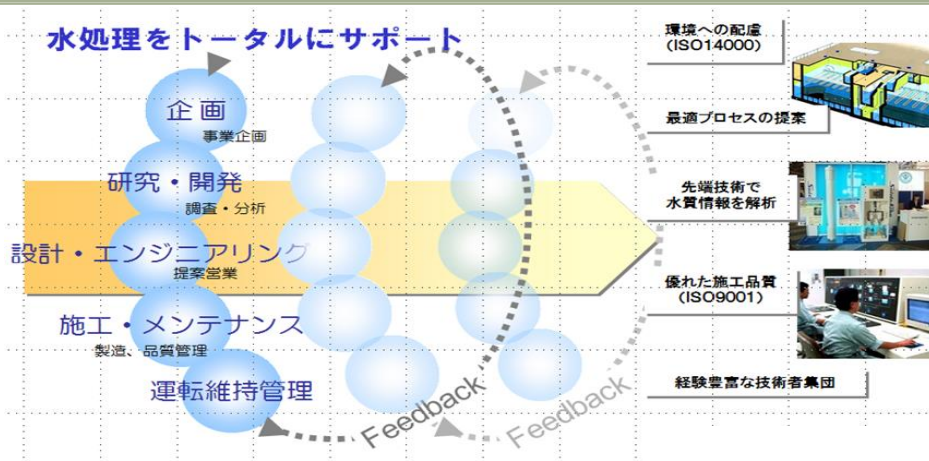 水処理をトータルにサポート
企画
事業企画
研究・開発
調査・分析
設計・エンジニアリング
提案営業
施工・メンテナンス
製造、品質管理
運転維持管理
Feedback
Feedback
環境への配慮
(ISO14000)
最適プロセスの提案
先端技術で
水質情報を解析
優れた施工品質
(ISO9001)
経験豊富な技術者集団